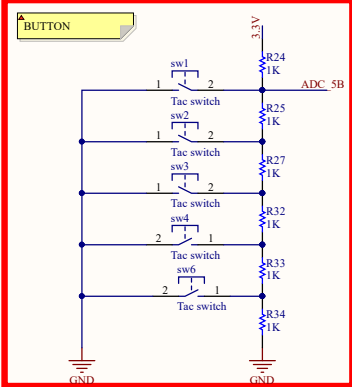 BUTTON
3.3V
sw1
R24
1K
1 2
ADC_5B
Tac switch
R25
1K
sw2
1 2
Tac switch
R27
1K
sw3
1 2
Tac switch
R32
1K
sw4
2 1
Tac switch
R33
1K
sw6
2 1
Tac switch
R34
1K
GND GND